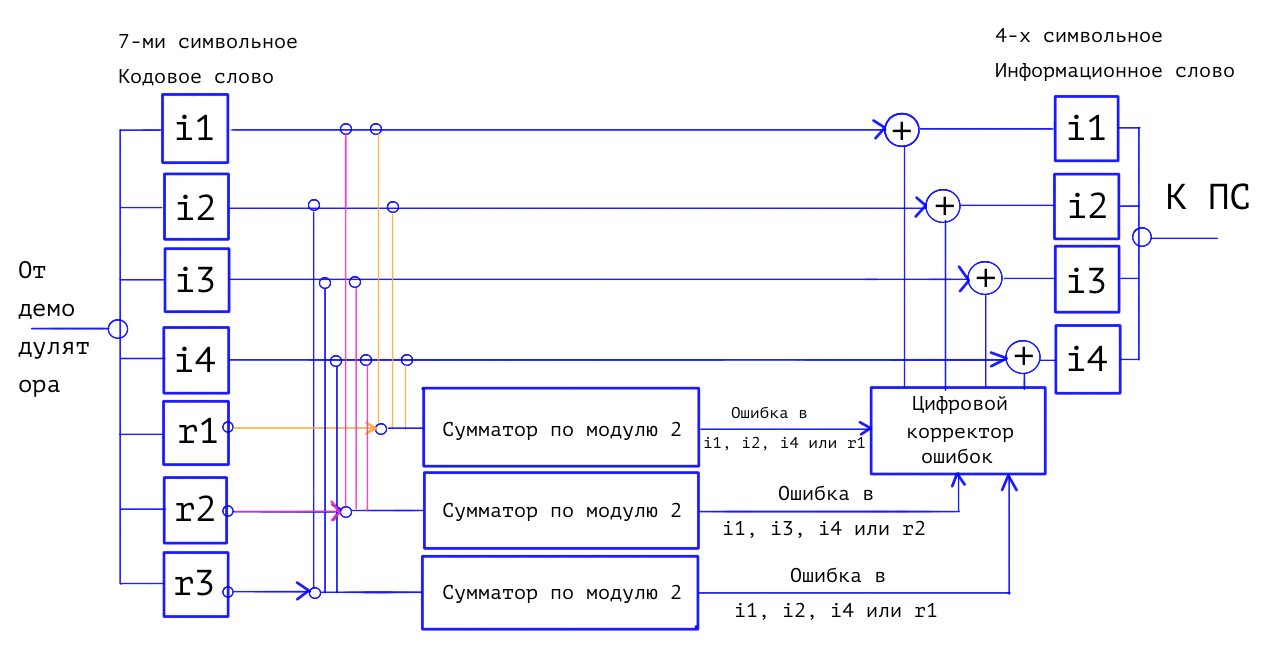 7-ми символьное
Кодовое слово
4-х символьное
Информационное слово
i1
i2
i3
i4
r1
r2
r3
От
демо
дулят
ора
+
+
+
+
i1
i2
i3
i4
К ПС
Сумматор по модулю 2
Ошибка в
i1, i2, i4 или r1
Цифровой
корректор
ошибок
Сумматор по модулю 2
Ошибка в
i1, i3, i4 или r2
Сумматор по модулю 2
Ошибка в
i1, i2, i4 или r1